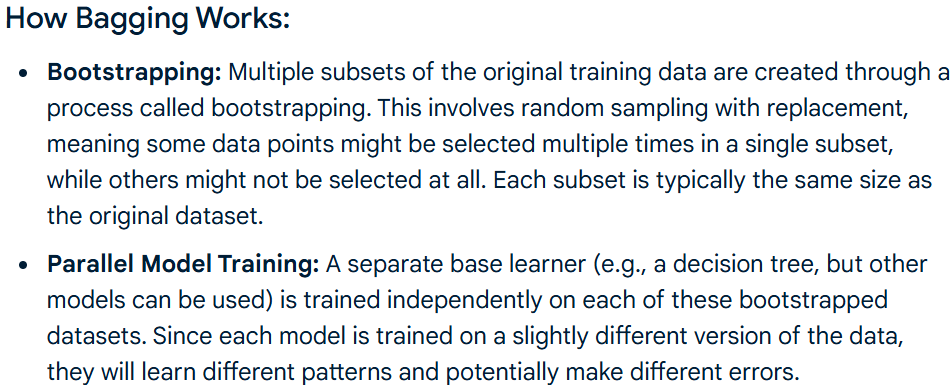 How Bagging Works:
• Bootstrapping: Multiple subsets of the original training data are created through a
process called bootstrapping. This involves random sampling with replacement,
meaning some data points might be selected multiple times in a single subset,
while others might not be selected at all. Each subset is typically the same size as
the original dataset.
• Parallel Model Training: A separate base learner (e.g., a decision tree, but other
models can be used) is trained independently on each of these bootstrapped
datasets. Since each model is trained on a slightly different version of the data,
they will learn different patterns and potentially make different errors.